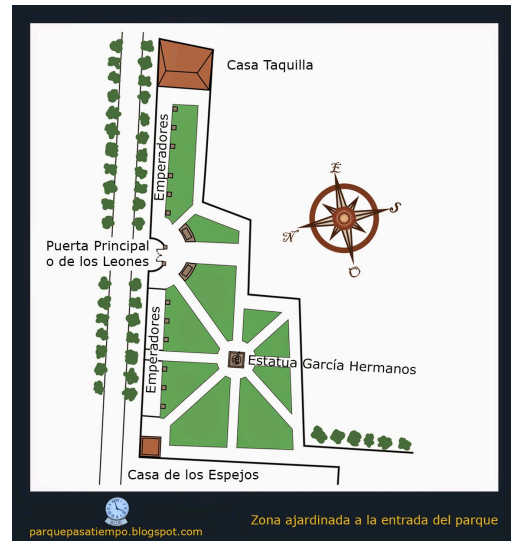 Casa Taquilla
Emperadores
E
S
N
O
Puerta Principal
o de los Leones
Emperadores
Estatua García Hermanos
Casa de los Espejos
parquepasatiempo.blogspot.com
Zona ajardinada a la entrada del parque